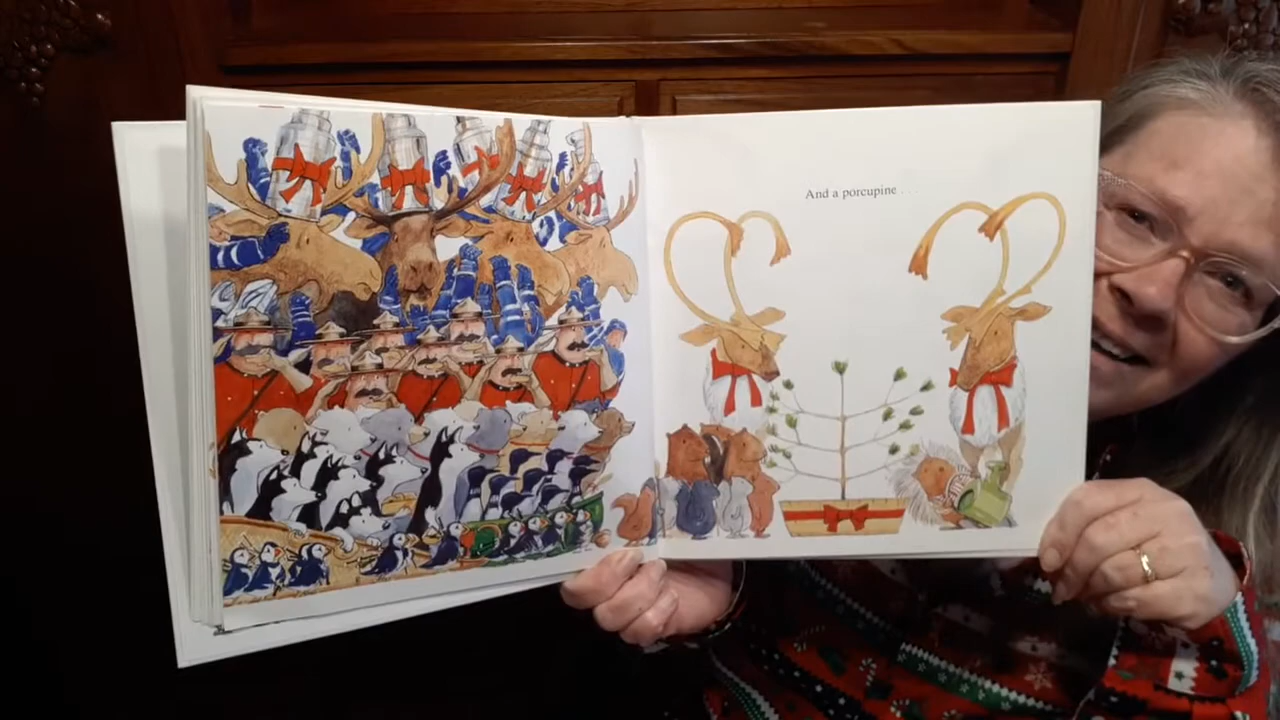 And a porcupine . . .